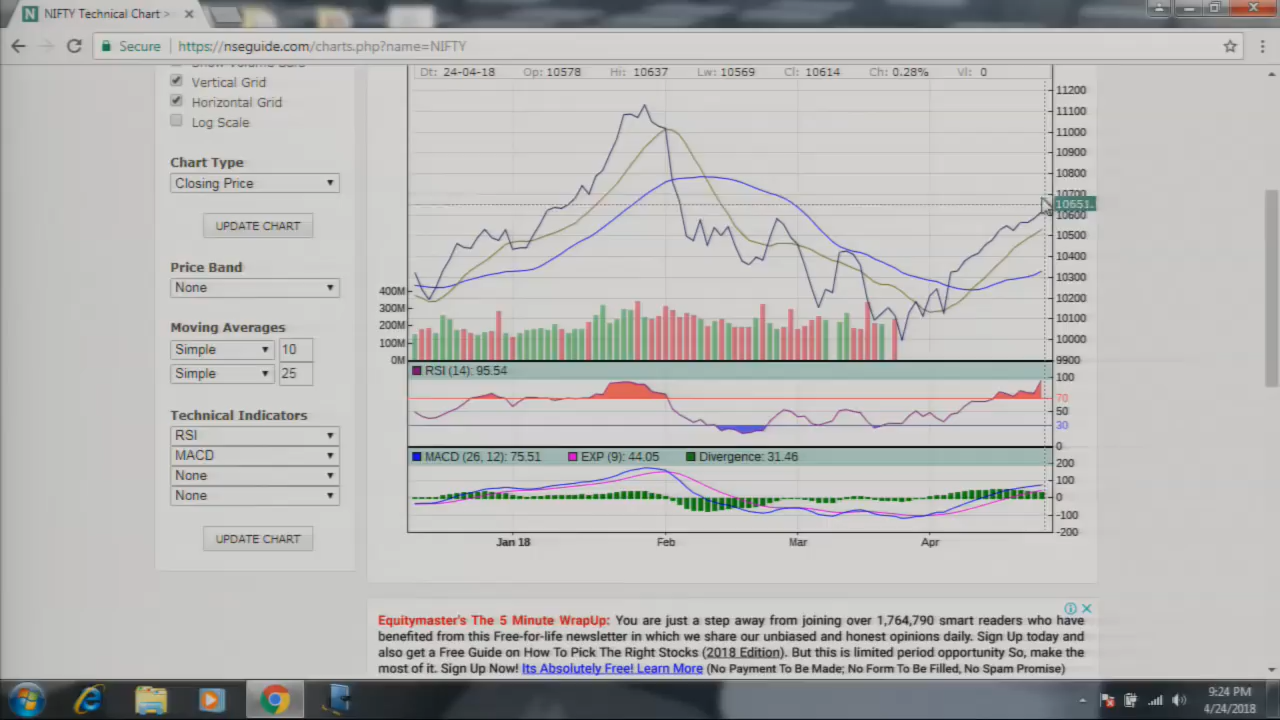 NIFTY Technical Chart >
Secure https://nseguide.com/charts.php?name=NIFTY
Vertical Grid
Horizontal Grid
Log Scale
Chart Type
Closing Price
UPDATE CHART
Price Band
None
Moving Averages
Simple 10
Simple 25
Technical Indicators
RSI
MACD
None
None
UPDATE CHART
Dt: 24-04-18 Op: 10578 Hi: 10637 Lw: 10569 Cl: 10614 Ch: 0.28% Vl: 0
11200
11100
11000
10900
10800
10700
10651.
10600
10500
10400
10300
10200
10100
10000
9900
400M
300M
200M
100M
0M
RSI (14): 95.54
100
70
50
30
0
MACD (26, 12): 75.51 EXP (9): 44.05 Divergence: 31.46
200
100
0
-100
-200
Jan 18 Feb Mar Apr
Equitymaster's The 5 Minute WrapUp: You are just a step away from joining over 1,764,790 smart readers who have
benefited from this Free-for-life newsletter in which we share our unbiased and honest opinions daily. Sign Up today and
also get a Free Guide on How To Pick The Right Stocks (2018 Edition). But this is limited period opportunity So, make the
most of it. Sign Up Now! Its Absolutely Free! Learn More (No Payment To Be Made; No Form To Be Filled, No Spam Promise)
9:24 PM
4/24/2018